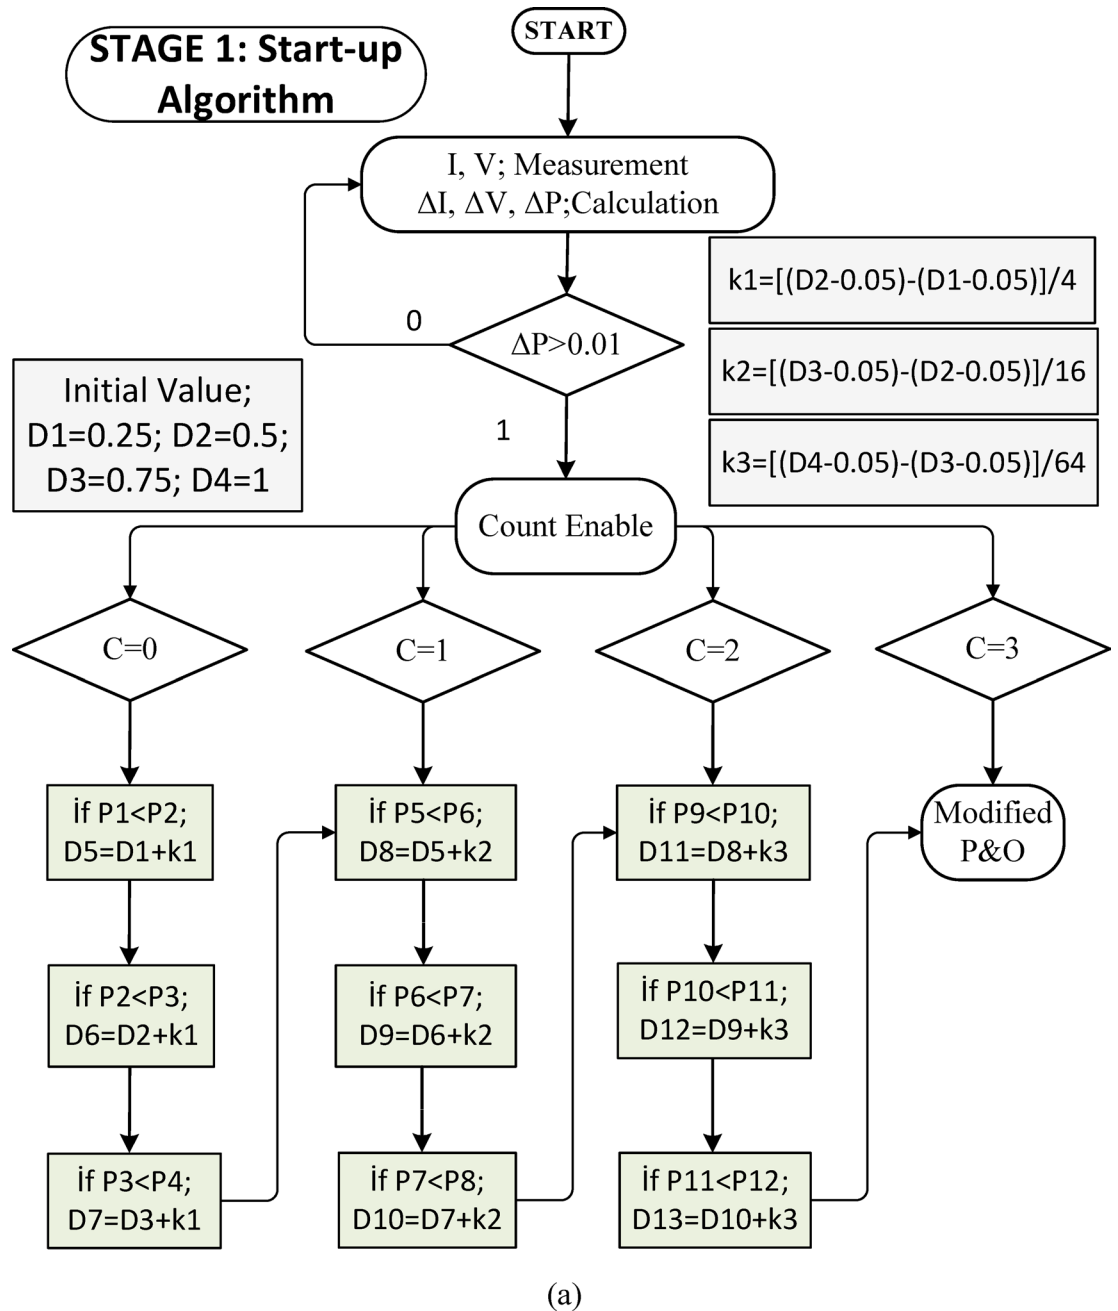 START
STAGE 1: Start-up
Algorithm
I, V; Measurement
ΔI, ΔV, ΔP;Calculation
k1=[(D2-0.05)-(D1-0.05)]/4
0
ΔP>0.01
k2=[(D3-0.05)-(D2-0.05)]/16
Initial Value;
D1=0.25; D2=0.5;
D3=0.75; D4=1
1
k3=[(D4-0.05)-(D3-0.05)]/64
Count Enable
C=0
C=1
C=2
C=3
İf P1<P2;
D5=D1+k1
İf P5<P6;
D8=D5+k2
İf P9<P10;
D11=D8+k3
Modified
P&O
İf P2<P3;
D6=D2+k1
İf P6<P7;
D9=D6+k2
İf P10<P11;
D12=D9+k3
İf P3<P4;
D7=D3+k1
İf P7<P8;
D10=D7+k2
İf P11<P12;
D13=D10+k3
(a)